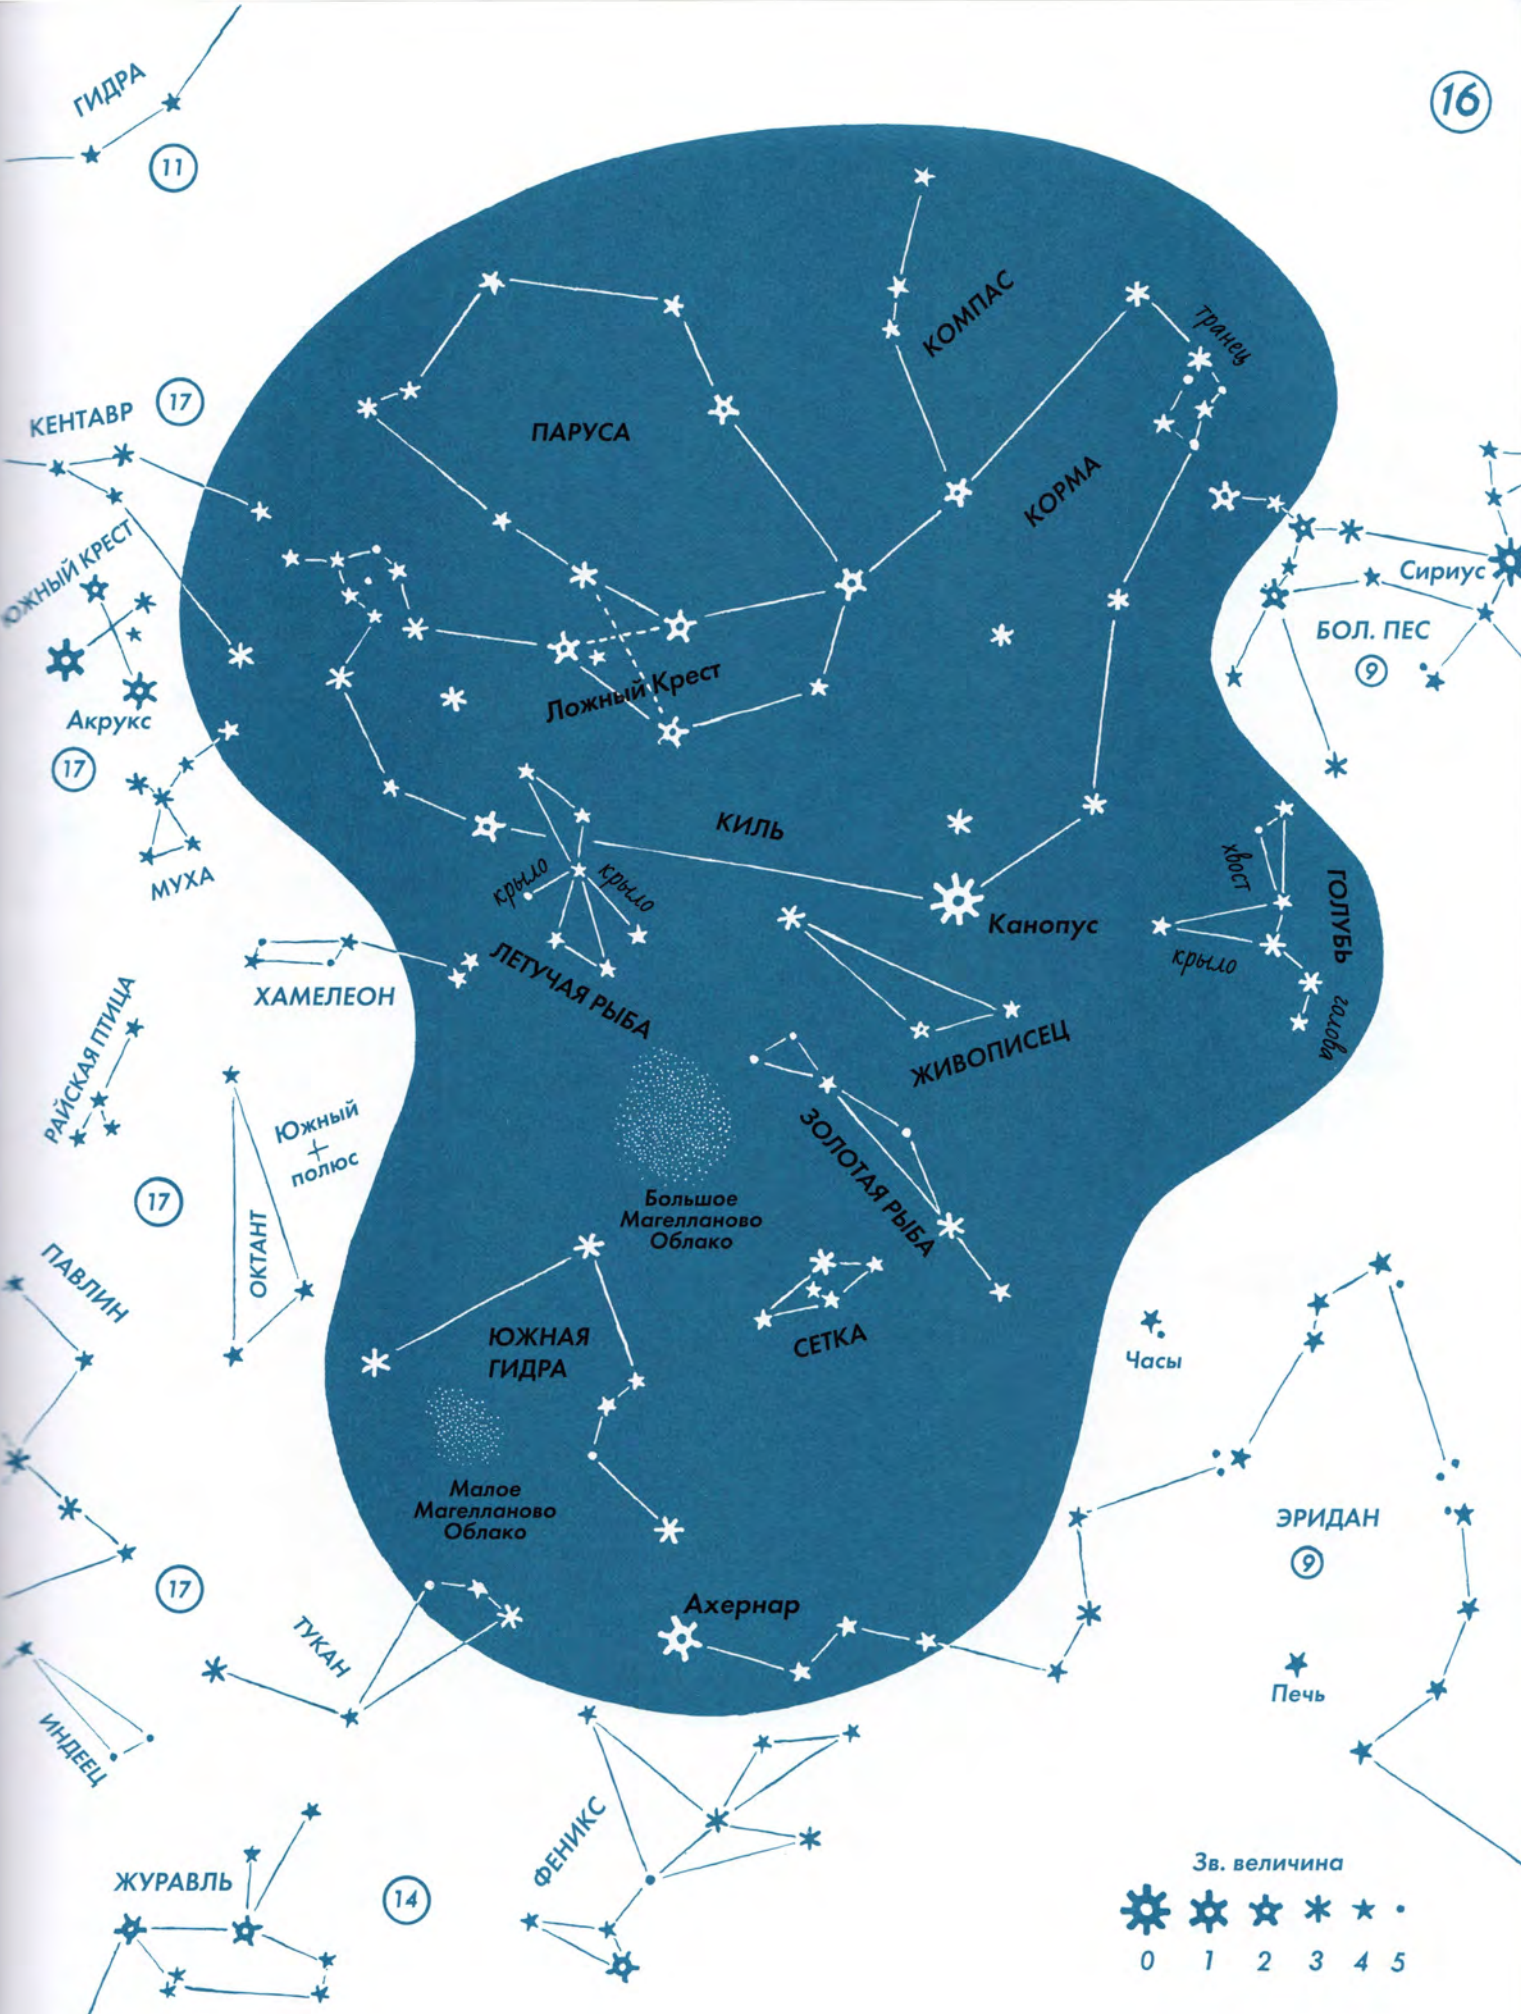 ГИДРА
11
16
КОМПАС
транец
КЕНТАВР
17
ПАРУСА
КОРМА
ЮЖНЫЙ КРЕСТ
Сириус
БОЛ. ПЕС
9
Ложный Крест
Акрукс
17
КИЛЬ
МУХА
крыло
крыло
хвост
ГОЛУБЬ
Канопус
крыло
голова
ЛЕТУЧАЯ РЫБА
ХАМЕЛЕОН
ЖИВОПИСЕЦ
РАЙСКАЯ ПТИЦА
Южный
полюс
17
ОКТАНТ
ЗОЛОТАЯ РЫБА
Большое
Магелланово
Облако
ПАВЛИН
ЮЖНАЯ
ГИДРА
СЕТКА
Часы
Малое
Магелланово
Облако
ЭРИДАН
9
17
Ахернар
ТУКАН
Печь
ИНДЕЕЦ
ФЕНИКС
ЖУРАВЛЬ
14
Зв. величина
0 1 2 3 4 5